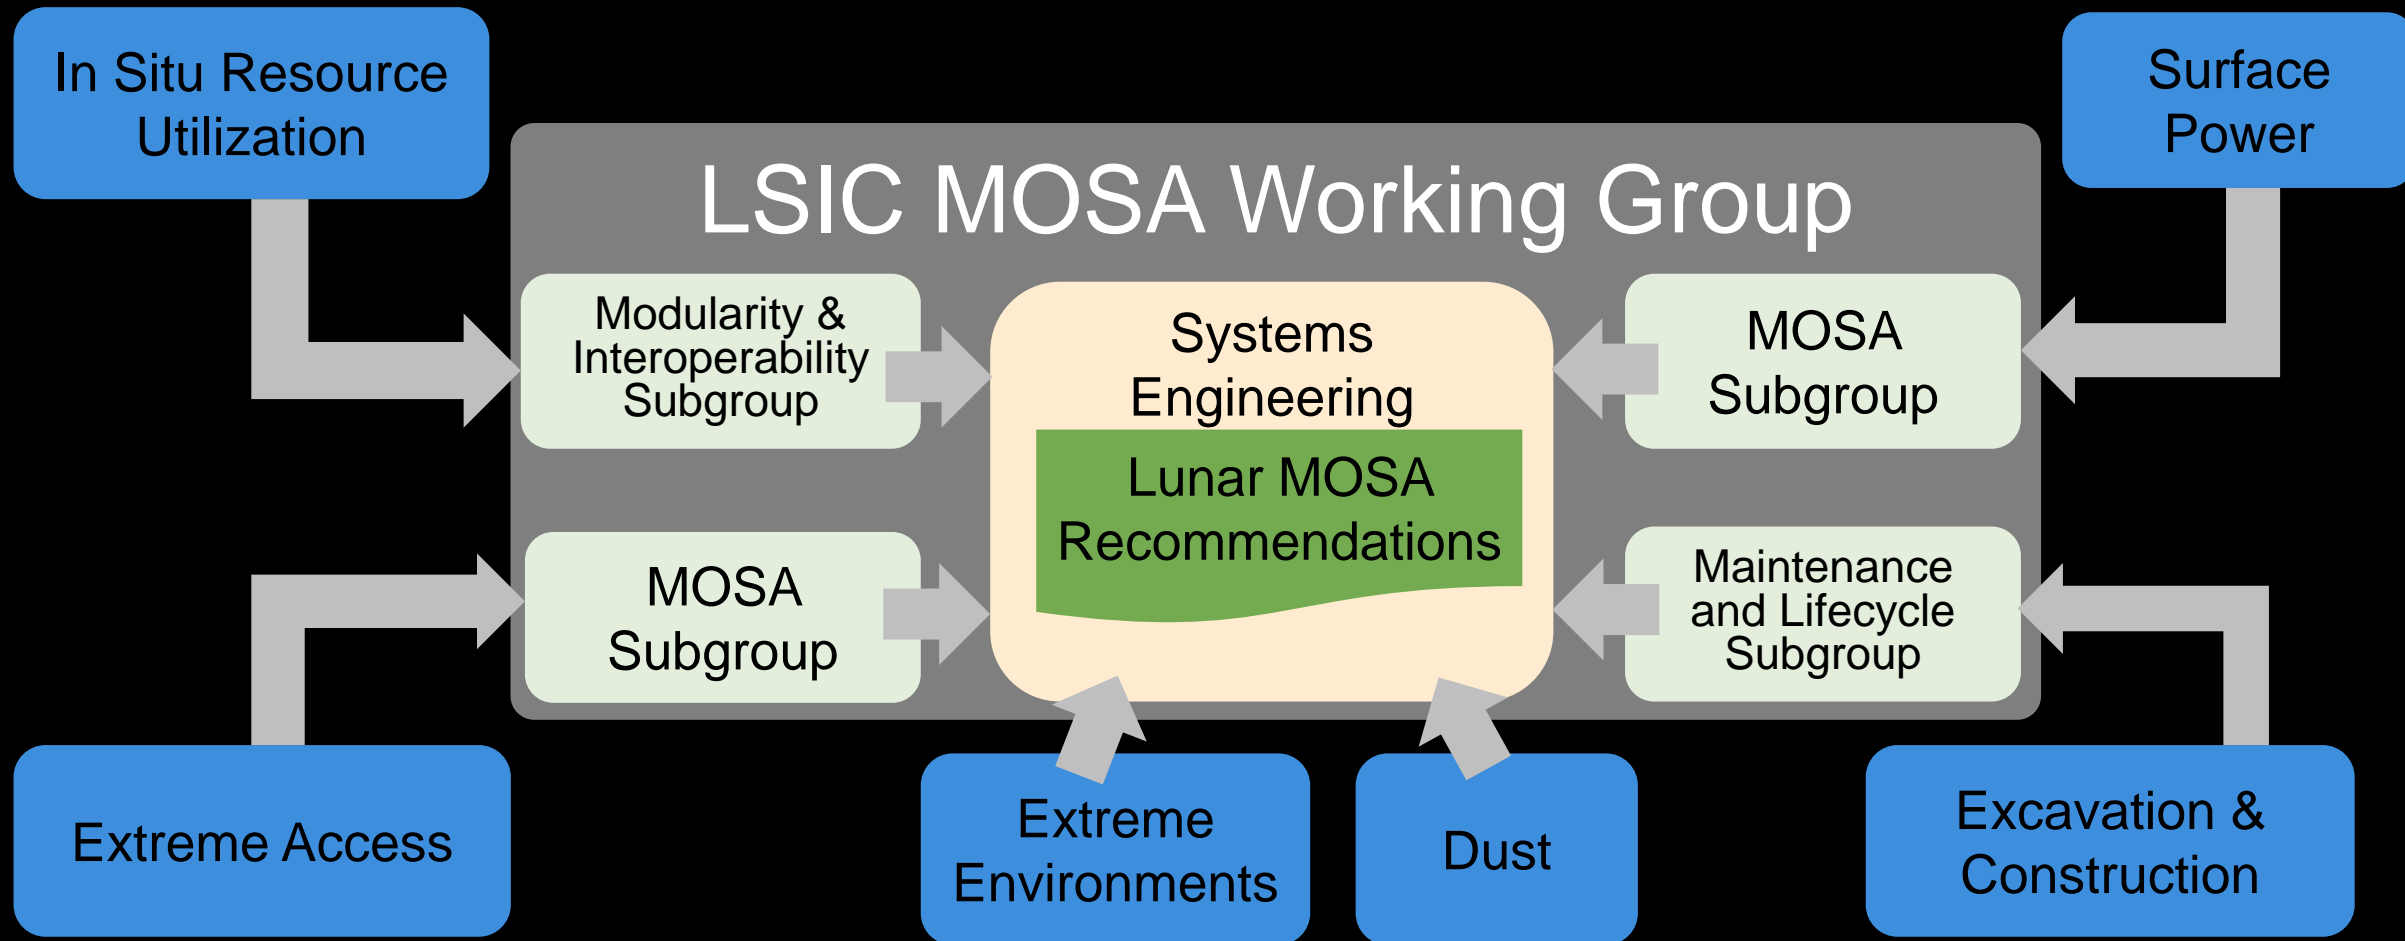 In Situ Resource
Utilization
Surface
Power
LSIC MOSA Working Group
Modularity &
Interoperability
Subgroup
Systems
Engineering
MOSA
Subgroup
Lunar MOSA
Recommendations
MOSA
Subgroup
Maintenance
and Lifecycle
Subgroup
Extreme Access
Extreme
Environments
Dust
Excavation &
Construction